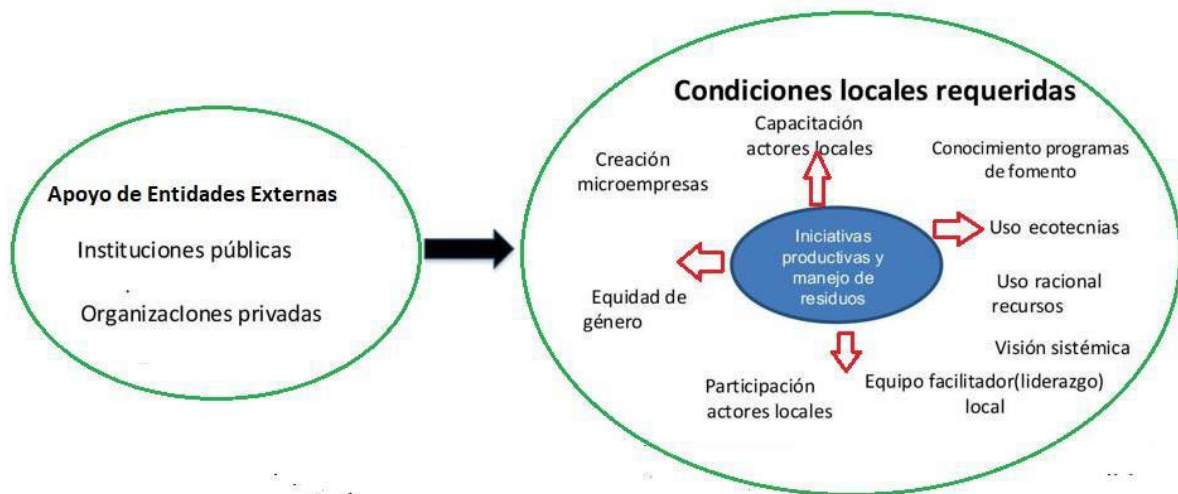 Apoyo de Entidades Externas
Instituciones públicas
Organizaciones privadas
Condiciones locales requeridas
Capacitación
actores locales
Creación
microempresas
Conocimiento programas
de fomento
Iniciativas
productivas y
manejo de
residuos
Uso ecotecnias
Equidad de
género
Uso racional
recursos
Visión sistémica
Participación
actores locales
Equipo facilitador(liderazgo)
local